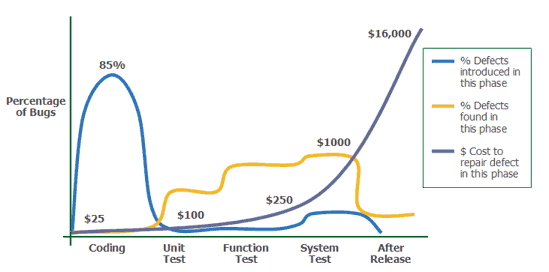 $16,000
85%
Percentage
of Bugs
$1000
$250
$100
$25
Coding
Unit
Test
Function
Test
System
Test
After
Release
% Defects
introduced in
this phase
% Defects
found in
this phase
$ Cost to
repair defect
in this phase